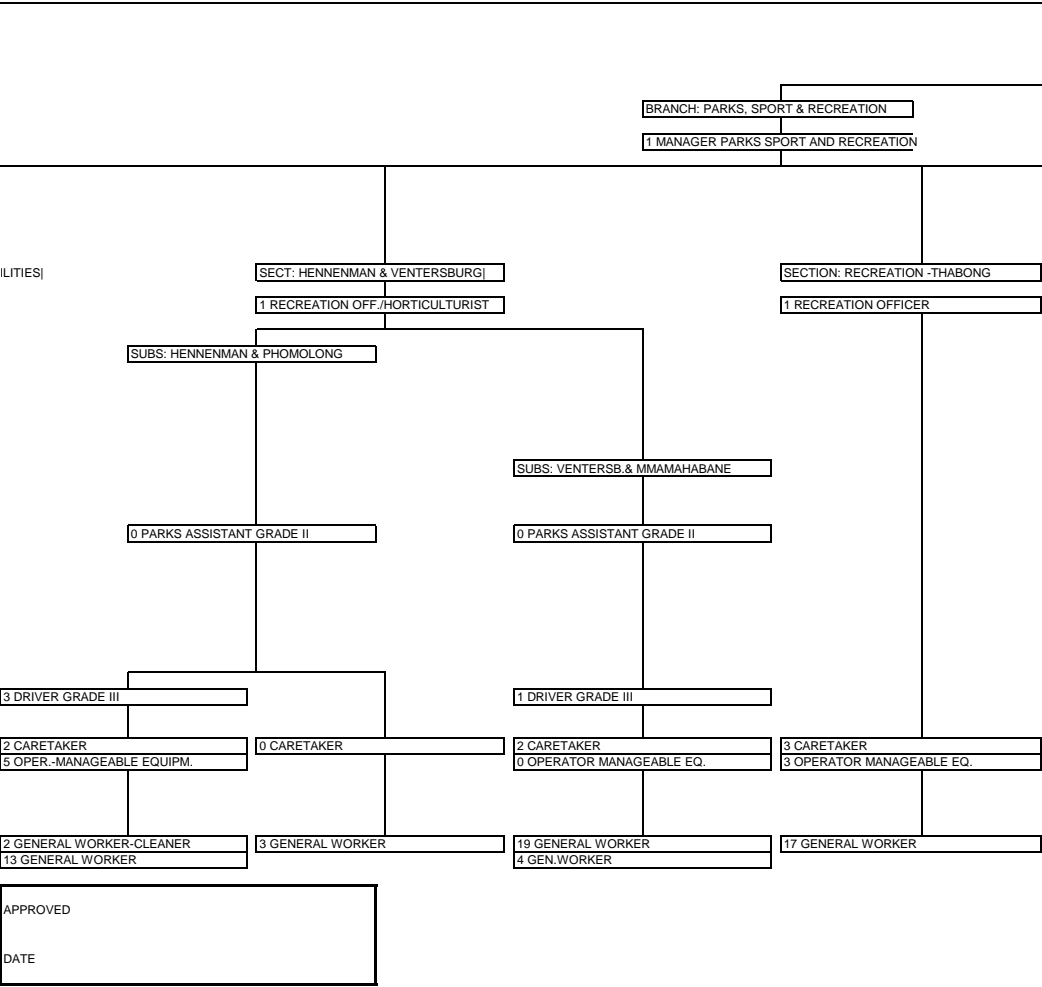 BRANCH: PARKS, SPORT & RECREATION
1 MANAGER PARKS SPORT AND RECREATION
ILITIES|
SECT: HENNENMAN & VENTERSBURG|
SECTION: RECREATION -THABONG
1 RECREATION OFF./HORTICULTURIST
1 RECREATION OFFICER
SUBS: HENNENMAN & PHOMOLONG
SUBS: VENTERSB.& MMAMAHABANE
0 PARKS ASSISTANT GRADE II
0 PARKS ASSISTANT GRADE II
3 DRIVER GRADE III
1 DRIVER GRADE III
2 CARETAKER
0 CARETAKER
2 CARETAKER
3 CARETAKER
5 OPER.-MANAGEABLE EQUIPM.
0 OPERATOR MANAGEABLE EQ.
3 OPERATOR MANAGEABLE EQ.
2 GENERAL WORKER-CLEANER
3 GENERAL WORKER
19 GENERAL WORKER
17 GENERAL WORKER
13 GENERAL WORKER
4 GEN.WORKER
APPROVED
DATE